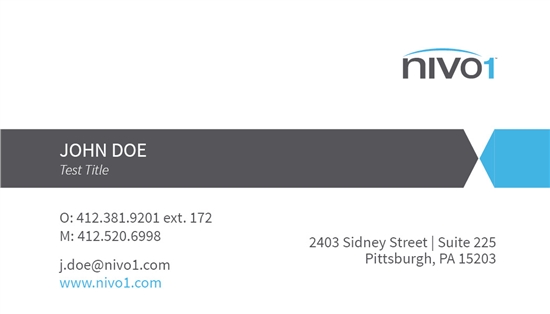 nivo1
JOHN DOE
Test Title
O: 412.381.9201 ext. 172
M: 412.520.6998
j.doe@nivo1.com
www.nivo1.com
2403 Sidney Street | Suite 225
Pittsburgh, PA 15203